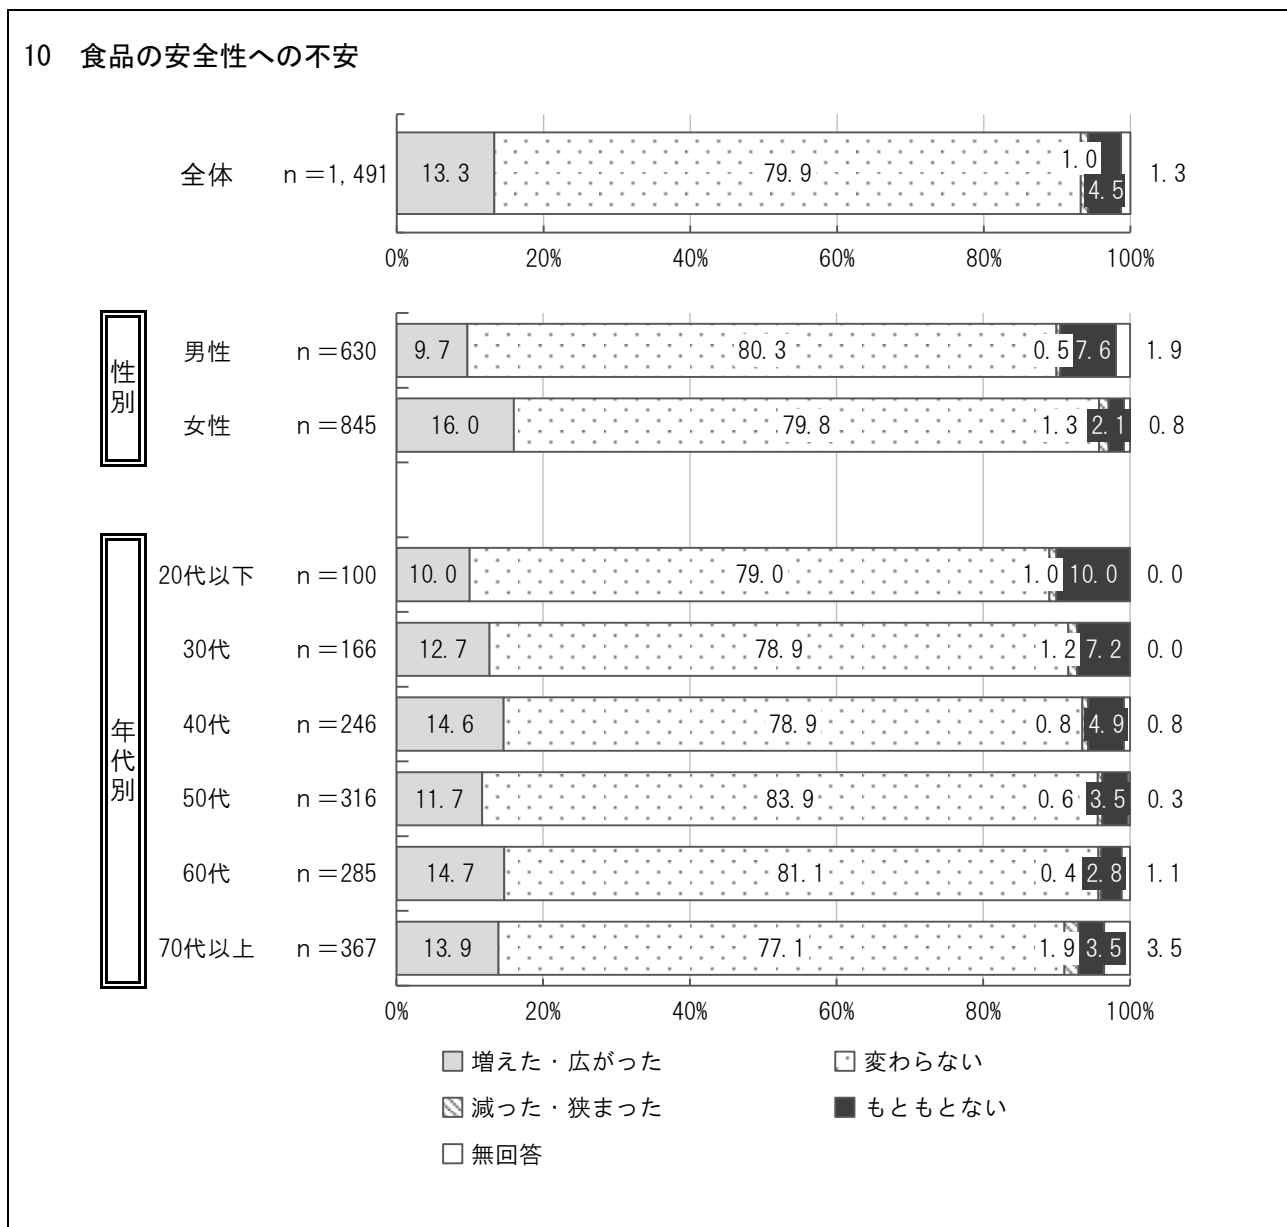 10 食品の安全性への不安
全体 n=1,491 13.3 79.9 1.0 4.5 1.3
0% 20% 40% 60% 80% 100%
性別
男性 n=630 9.7 80.3 0.5 7.6 1.9
女性 n=845 16.0 79.8 1.3 2.1 0.8
年代別
20代以下 n=100 10.0 79.0 1.0 10.0 0.0
30代 n=166 12.7 78.9 1.2 7.2 0.0
40代 n=246 14.6 78.9 0.8 4.9 0.8
50代 n=316 11.7 83.9 0.6 3.5 0.3
60代 n=285 14.7 81.1 0.4 2.8 1.1
70代以上 n=367 13.9 77.1 1.9 3.5 3.5
0% 20% 40% 60% 80% 100%
増えた・広がった 変わらない
減った・狭まった もともとない
無回答